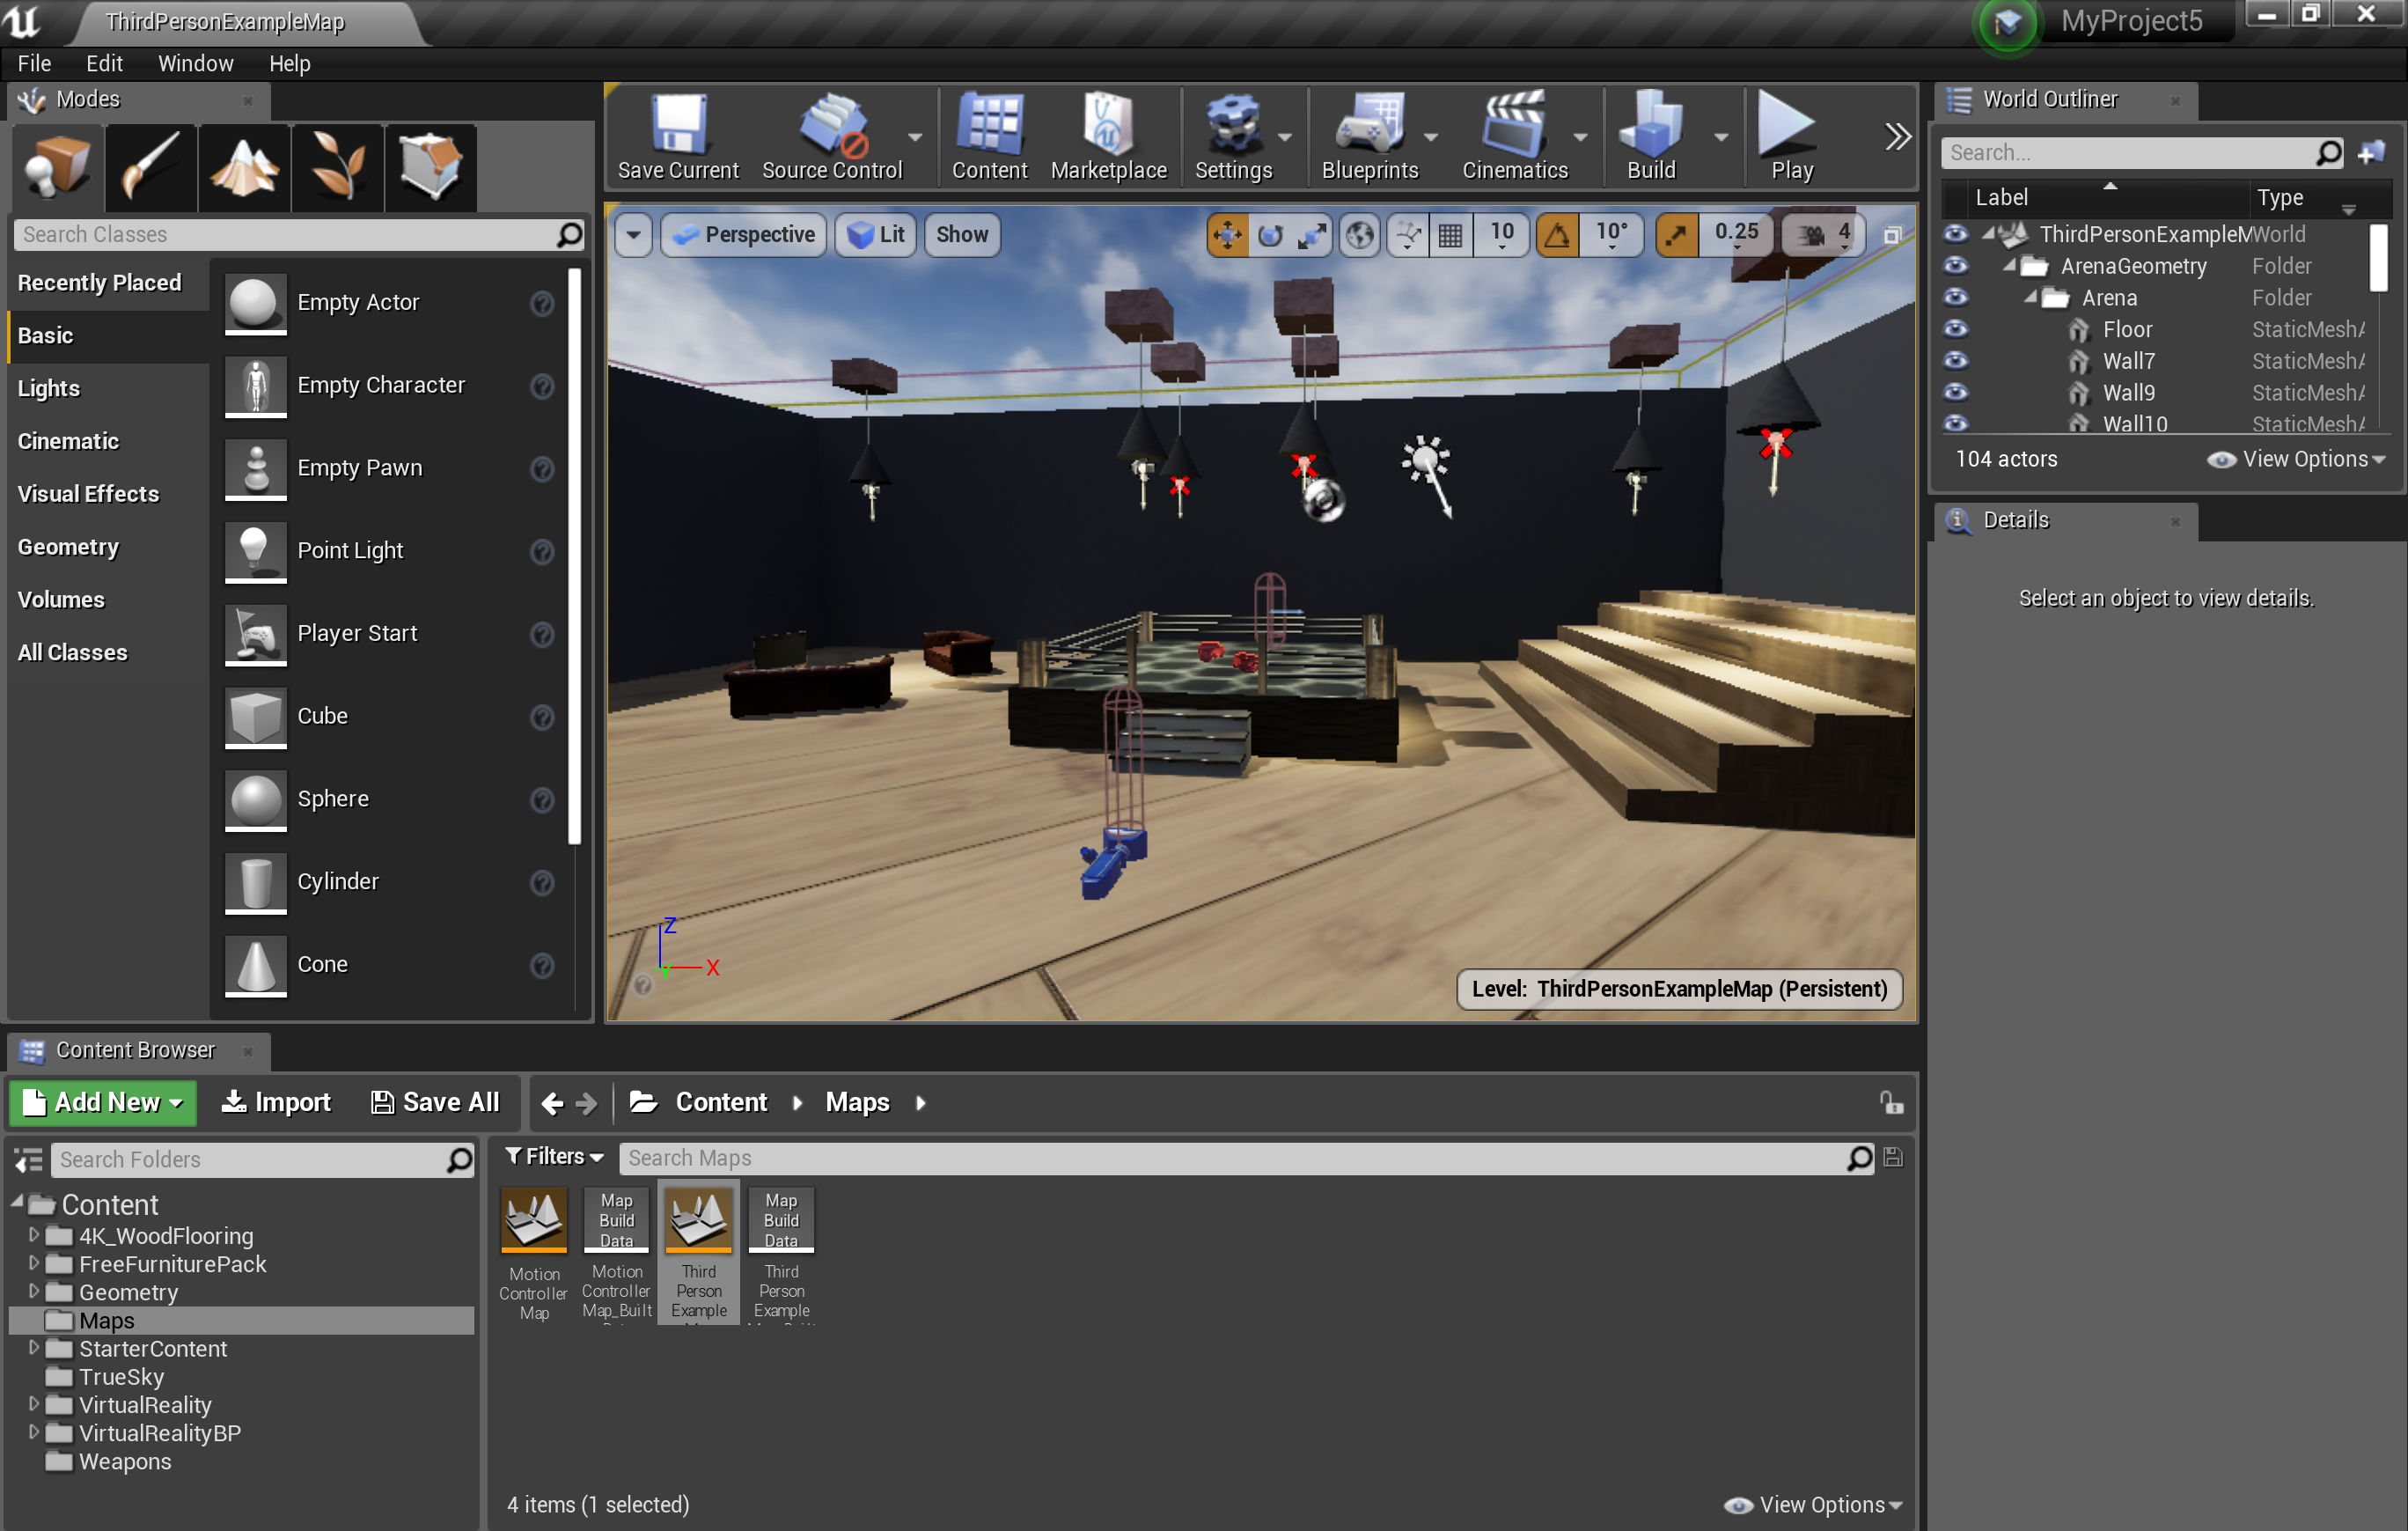 ThirdPersonExampleMap
MyProject5
File Edit Window Help
Modes
Search Classes
Recently Placed
Basic
Lights
Cinematic
Visual Effects
Geometry
Volumes
All Classes
Empty Actor
Empty Character
Empty Pawn
Point Light
Player Start
Cube
Sphere
Cylinder
Cone
Save Current Source Control Content Marketplace Settings Blueprints Cinematics Build Play
Perspective Lit Show 10 10° 0.25 4
Z
Y
X
Level: ThirdPersonExampleMap (Persistent)
World Outliner
Search...
Label Type
ThirdPersonExampleM World
ArenaGeometry Folder
Arena Folder
Floor StaticMeshA
Wall7 StaticMeshA
Wall9 StaticMeshA
Wall10 StaticMeshA
104 actors View Options
Details
Select an object to view details.
Content Browser
Add New Import Save All Content Maps
Search Folders
Content
4K_WoodFlooring
FreeFurniturePack
Geometry
Maps
StarterContent
TrueSky
VirtualReality
VirtualRealityBP
Weapons
Filters Search Maps
Map
Build
Data
Map
Build
Data
Motion
Controller
Map
Motion
Controller
Map_Built
Third
Person
Example
Third
Person
Example
4 items (1 selected) View Options